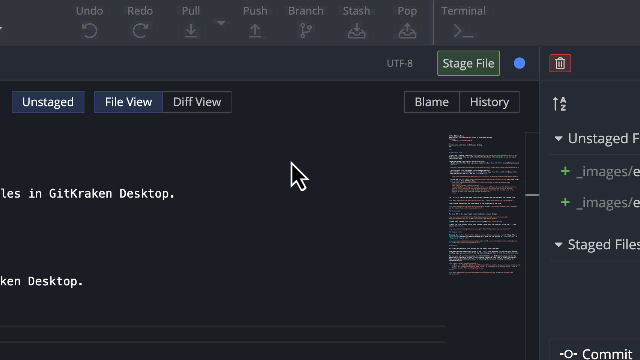 Undo Redo Pull Push Branch Stash Pop Terminal
UTF-8 Stage File
Unstaged File View Diff View Blame History
Unstaged F
les in GitKraken Desktop.
_images/e
_images/e
Staged Files
ken Desktop.
Commit